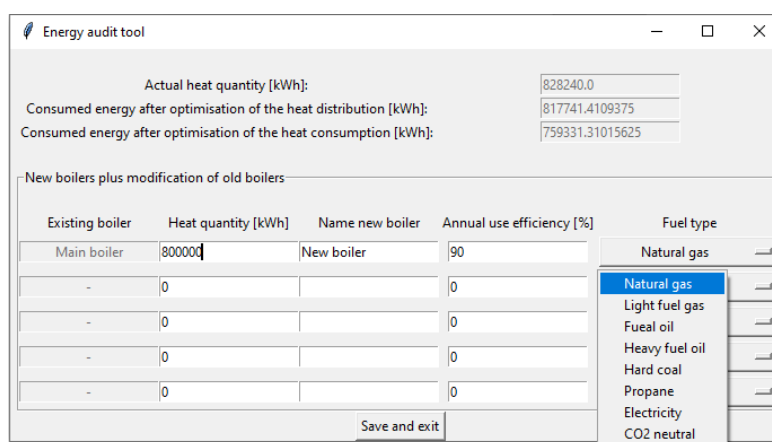 Energy audit tool
Actual heat quantity [kWh]: 828240.0
Consumed energy after optimisation of the heat distribution [kWh]: 817741.4109375
Consumed energy after optimisation of the heat consumption [kWh]: 759331.31015625
New boilers plus modification of old boilers
Existing boiler Heat quantity [kWh] Name new boiler Annual use efficiency [%] Fuel type
Main boiler 800000 New boiler 90 Natural gas
- 0 0 Natural gas
Light fuel gas
- 0 0 Fueal oil
Heavy fuel oil
- 0 0 Hard coal
Propane
- 0 0 Electricity
Save and exit CO2 neutral